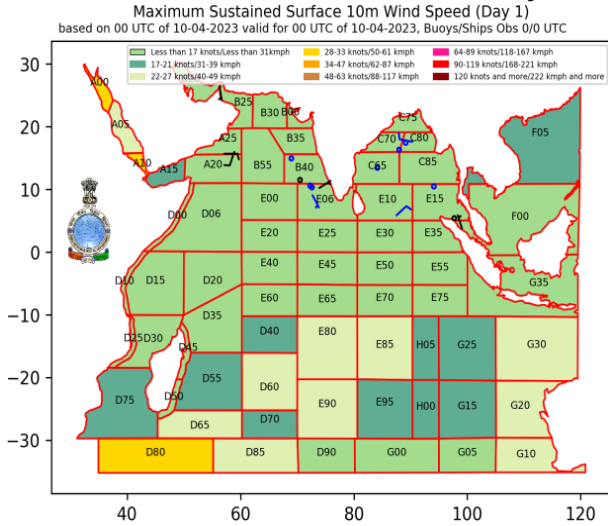 Maximum Sustained Surface 10m Wind Speed (Day 1)
based on 00 UTC of 10-04-2023 valid for 00 UTC of 10-04-2023, Buoys/Ships Obs 0/0 UTC
Less than 17 knots/Less than 31kmph
17-21 knots/31-39 kmph
22-27 knots/40-49 kmph
28-33 knots/50-61 kmph
34-47 knots/62-87 kmph
48-63 knots/88-117 kmph
64-89 knots/118-167 kmph
90-119 knots/168-221 kmph
120 knots and more/222 kmph and more
30
20
10
0
−10
−20
−30
A00
A05
A10
A15
A20
A25
B25
B30
B35
B40
B55
C65
C70
C75
C80
C85
F05
D00
D06
E00
E06
E10
E15
F00
E20
E25
E30
E35
E40
E45
E50
E55
G35
D10
D15
D20
E60
E65
E70
E75
D25
D30
D35
D40
D45
E80
E85
H05
G25
G30
D50
D55
D60
D75
D65
D70
E90
E95
H00
G15
G20
D80
D85
D90
G00
G05
G10
40
60
80
100
120